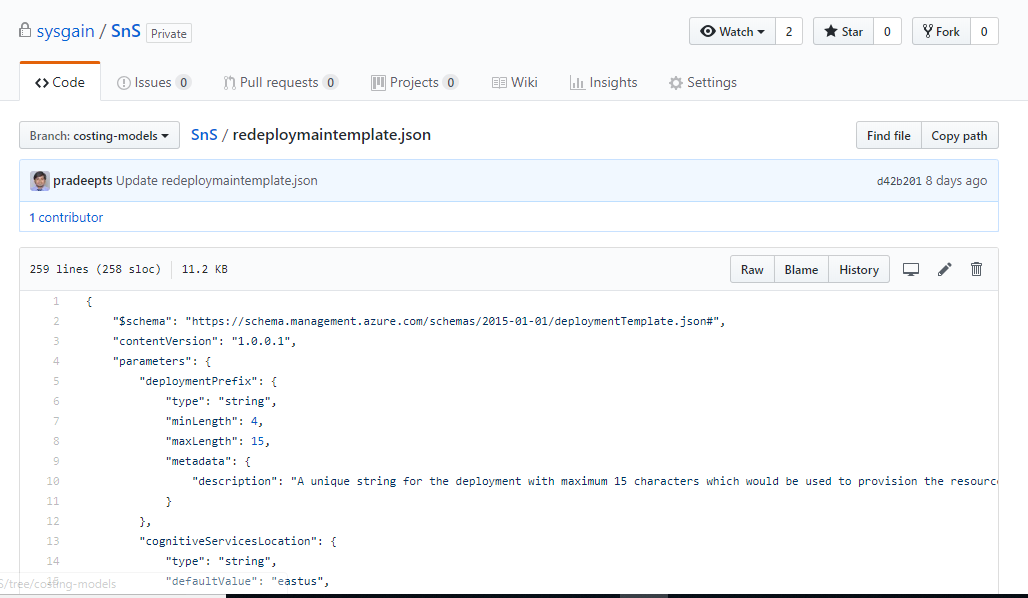 sysgain / SnS Private Watch 2 Star 0 Fork 0
Code Issues 0 Pull requests 0 Projects 0 Wiki Insights Settings
Branch: costing-models SnS / redeploymaintemplate.json Find file Copy path
pradeepts Update redeploymaintemplate.json d42b201 8 days ago
1 contributor
259 lines (258 sloc) 11.2 KB Raw Blame History
1 {
2 "$schema": "https://schema.management.azure.com/schemas/2015-01-01/deploymentTemplate.json#",
3 "contentVersion": "1.0.0.1",
4 "parameters": {
5 "deploymentPrefix": {
6 "type": "string",
7 "minLength": 4,
8 "maxLength": 15,
9 "metadata": {
10 "description": "A unique string for the deployment with maximum 15 characters which would be used to provision the resourc
11 }
12 },
13 "cognitiveServicesLocation": {
14 "type": "string",
15 "defaultValue": "eastus",
S/tree/costing-models